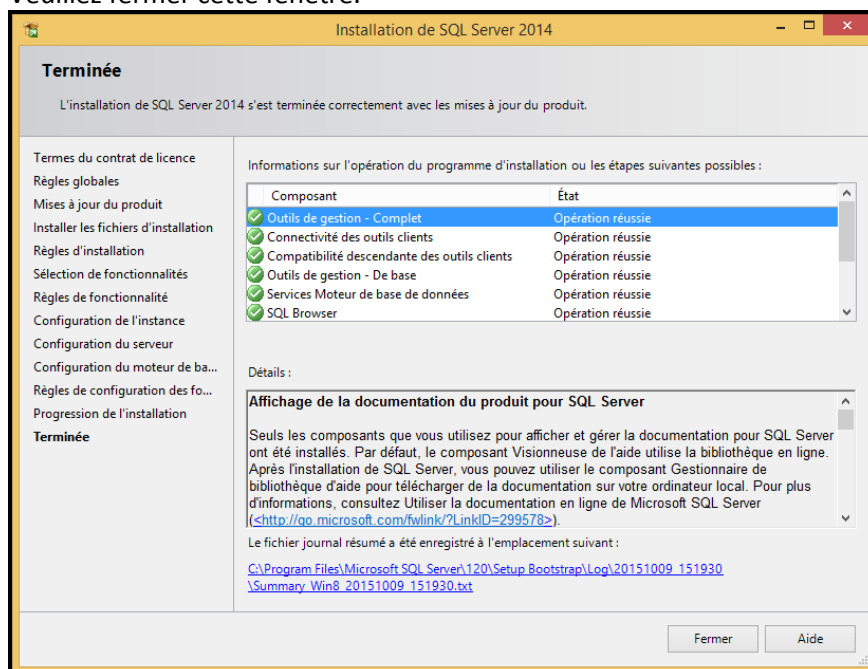 Veuillez fermer cette fenêtre.
Installation de SQL Server 2014
Terminée
L'installation de SQL Server 2014 s'est terminée correctement avec les mises à jour du produit.
Termes du contrat de licence
Règles globales
Mises à jour du produit
Installer les fichiers d'installation
Règles d'installation
Sélection de fonctionnalités
Règles de fonctionnalité
Configuration de l'instance
Configuration du serveur
Configuration du moteur de ba...
Règles de configuration des fo...
Progression de l'installation
Terminée
Informations sur l'opération du programme d'installation ou les étapes suivantes possibles :
Composant État
Outils de gestion - Complet Opération réussie
Connectivité des outils clients Opération réussie
Compatibilité descendante des outils clients Opération réussie
Outils de gestion - De base Opération réussie
Services Moteur de base de données Opération réussie
SQL Browser Opération réussie
Détails :
Affichage de la documentation du produit pour SQL Server
Seuls les composants que vous utilisez pour afficher et gérer la documentation pour SQL Server
ont été installés. Par défaut, le composant Visionneuse de l'aide utilise la bibliothèque en ligne.
Après l'installation de SQL Server, vous pouvez utiliser le composant Gestionnaire de
bibliothèque d'aide pour télécharger de la documentation sur votre ordinateur local. Pour plus
d'informations, consultez Utiliser la documentation en ligne de Microsoft SQL Server
(<http://go.microsoft.com/fwlink/?LinkID=299578>).
Le fichier journal résumé a été enregistré à l'emplacement suivant :
C:\Program Files\Microsoft SQL Server\120\Setup Bootstrap\Log\20151009_151930
\Summary_Win8_20151009_151930.txt
Fermer Aide